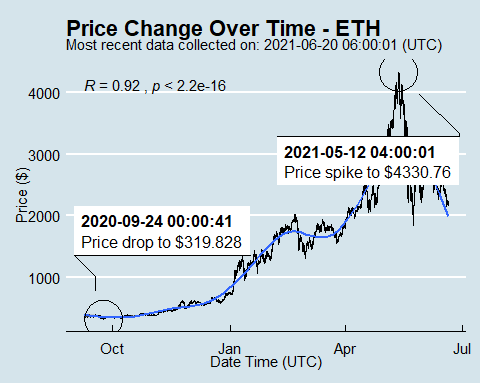 Price Change Over Time - ETH
Most recent data collected on: 2021-06-20 06:00:01 (UTC)
R = 0.92 , p < 2.2e-16
4000
3000
2000
1000
Price ($)
2021-05-12 04:00:01
Price spike to $4330.76
2020-09-24 00:00:41
Price drop to $319.828
Oct
Jan
Apr
Jul
Date Time (UTC)